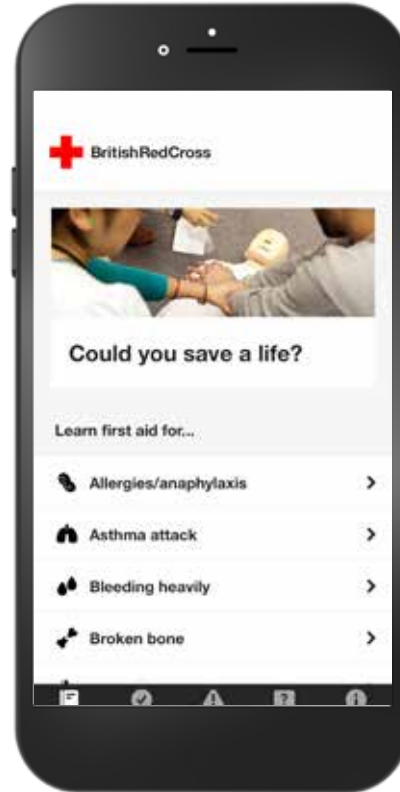 BritishRedCross
Could you save a life?
Learn first aid for...
Allergies/anaphylaxis
Asthma attack
Bleeding heavily
Broken bone